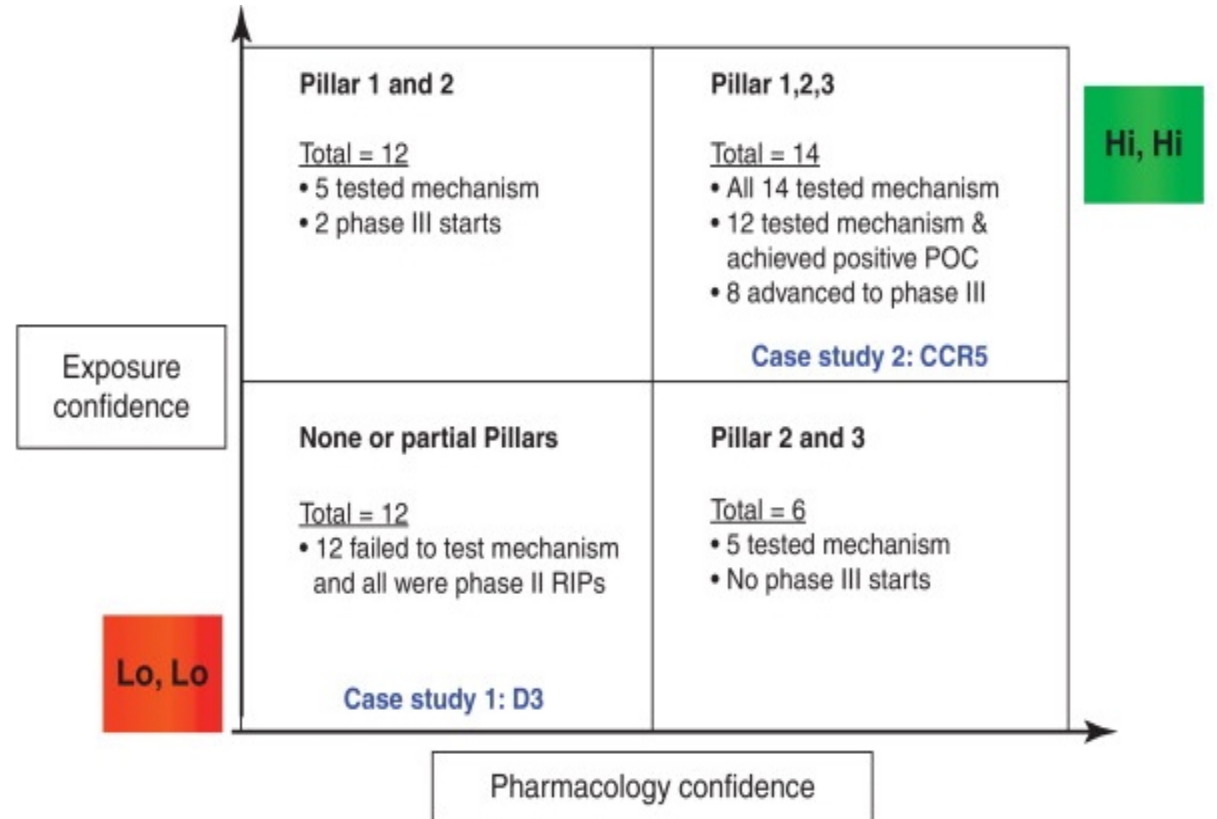 Pillar 1 and 2
Total = 12
• 5 tested mechanism
• 2 phase III starts
Pillar 1,2,3
Total = 14
• All 14 tested mechanism
• 12 tested mechanism &
achieved positive POC
• 8 advanced to phase III
Case study 2: CCR5
Hi, Hi
Exposure
confidence
None or partial Pillars
Total = 12
• 12 failed to test mechanism
and all were phase II RIPs
Case study 1: D3
Pillar 2 and 3
Total = 6
• 5 tested mechanism
• No phase III starts
Lo, Lo
Pharmacology confidence